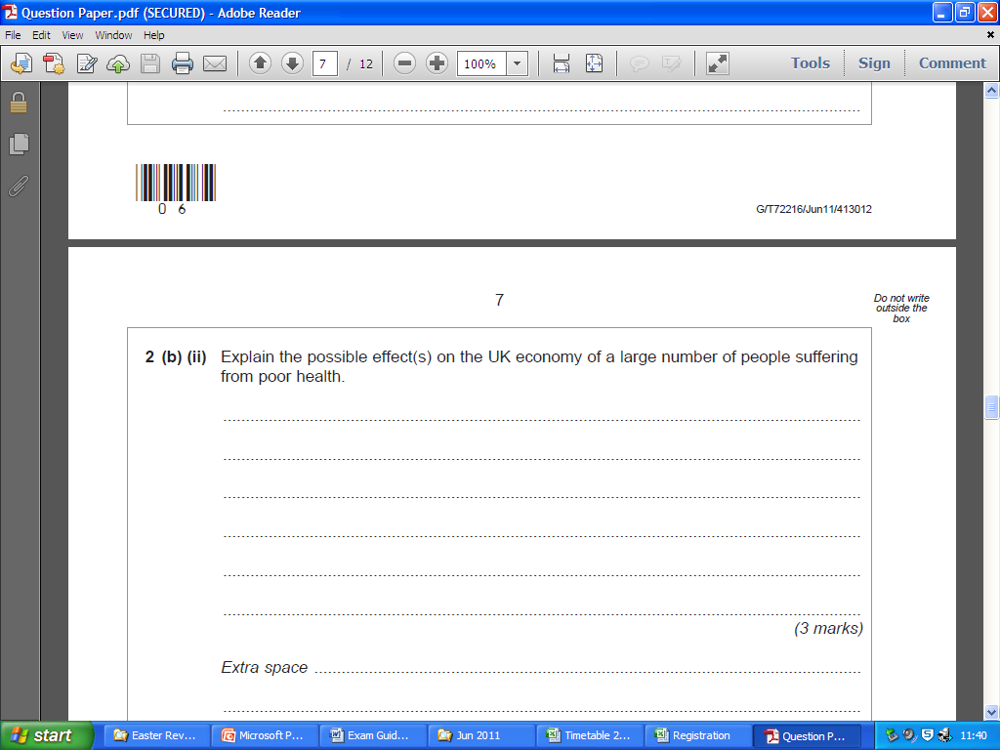 Question Paper.pdf (SECURED) - Adobe Reader
File Edit View Window Help
7 / 12 100% Tools Sign Comment
0 6
G/T72216/Jun11/413012
7
Do not write
outside the
box
2 (b) (ii) Explain the possible effect(s) on the UK economy of a large number of people suffering
from poor health.
(3 marks)
Extra space
start Easter Rev... Microsoft P... Exam Guid... Jun 2011 Timetable 2... Registration Question P... 11:40